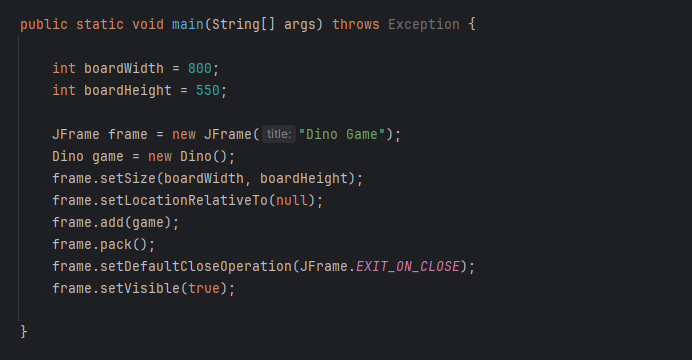 public static void main(String[] args) throws Exception {
int boardWidth = 800;
int boardHeight = 550;
JFrame frame = new JFrame( title: "Dino Game");
Dino game = new Dino();
frame.setSize(boardWidth, boardHeight);
frame.setLocationRelativeTo(null);
frame.add(game);
frame.pack();
frame.setDefaultCloseOperation(JFrame.EXIT_ON_CLOSE);
frame.setVisible(true);
}